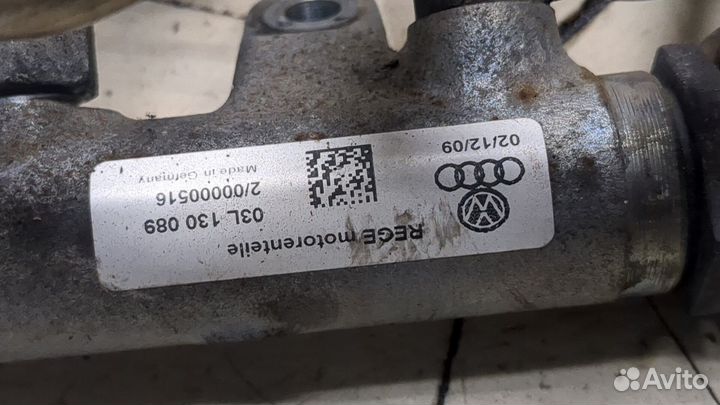 REGE motorenteile
03L 130 089
2/00000516
Made in Germany
02/12/09
Avito